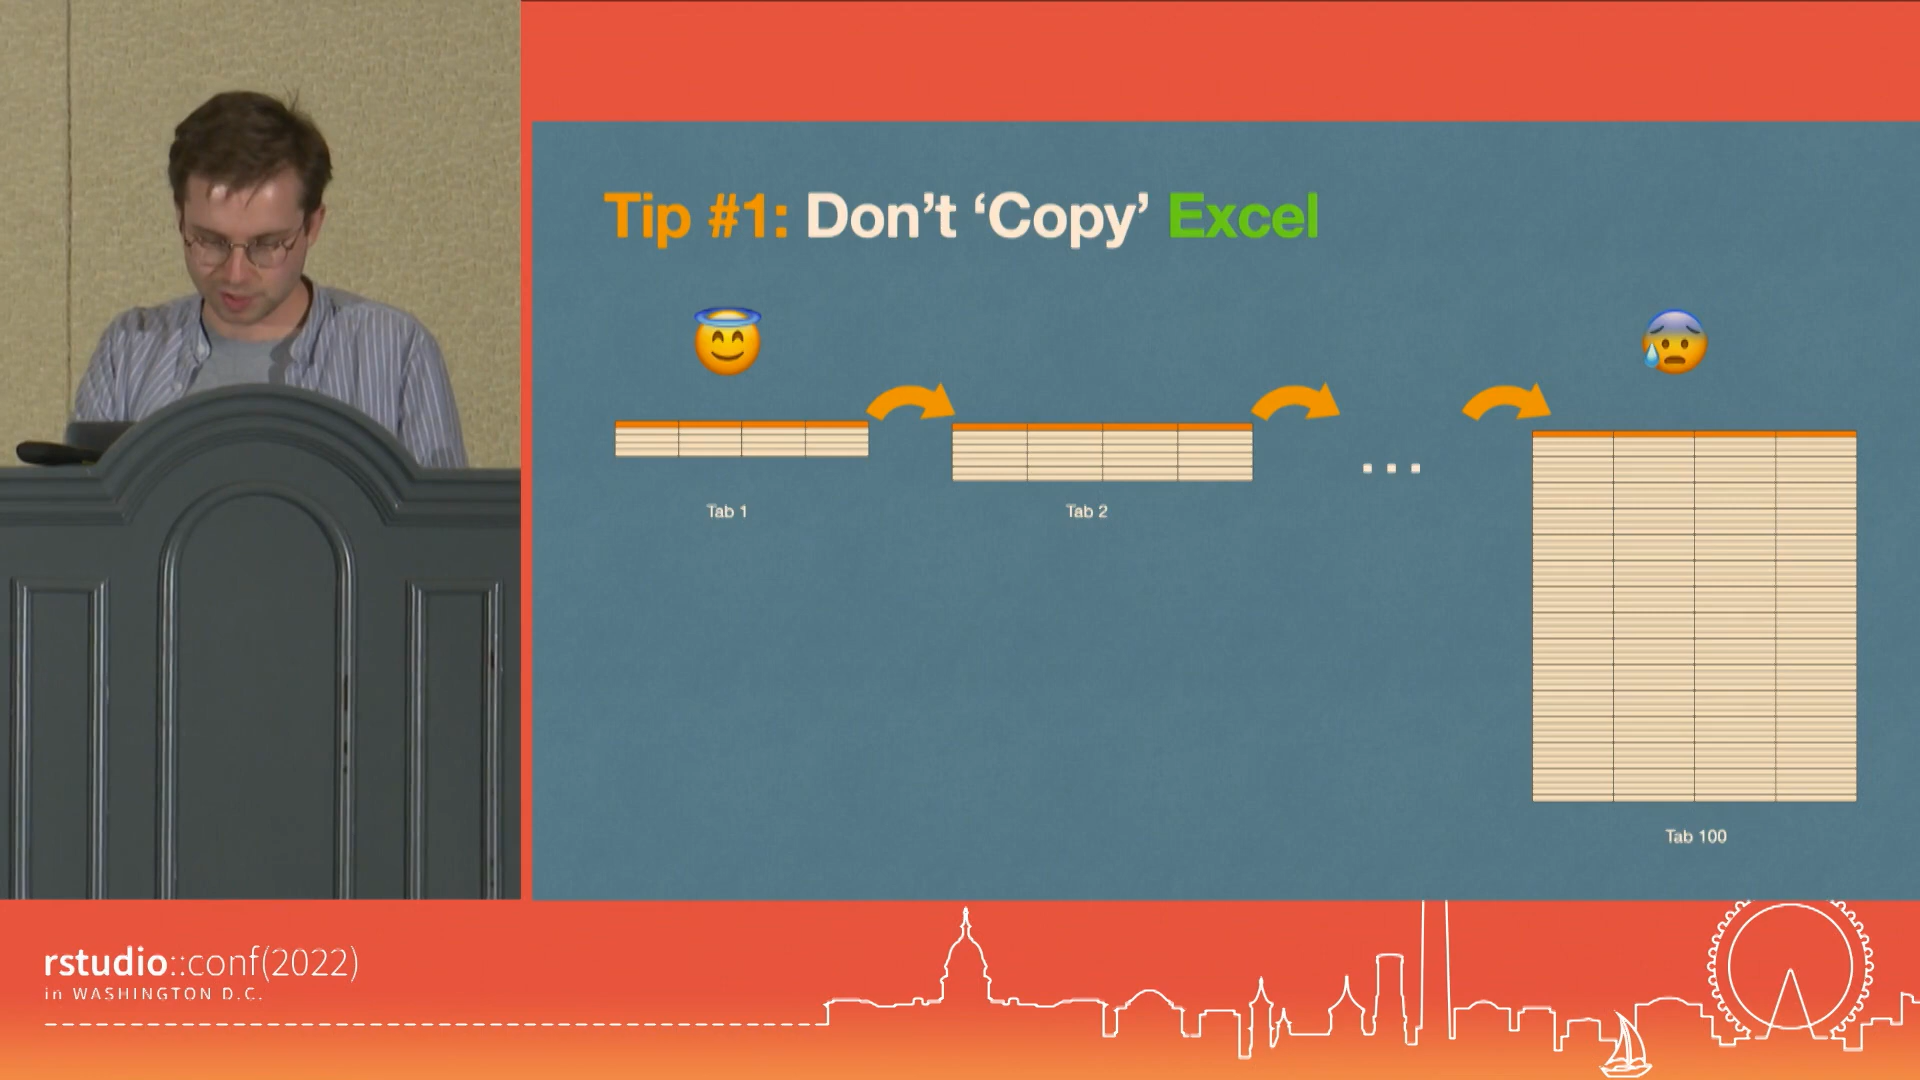 Tip #1: Don’t ‘Copy’ Excel
...
Tab 1
Tab 2
Tab 100
rstudio::conf(2022)
in WASHINGTON D.C.